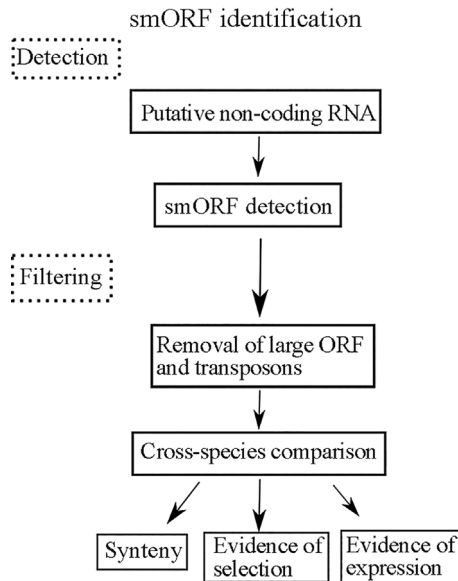 smORF identification
Detection
Putative non-coding RNA
smORF detection
Filtering
Removal of large ORF
and transposons
Cross-species comparison
Synteny
Evidence of
selection
Evidence of
expression